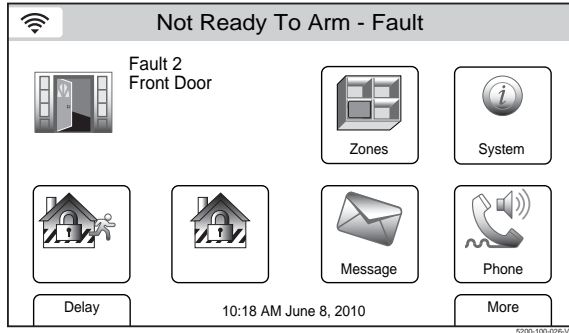 Not Ready To Arm - Fault
Fault 2
Front Door
Zones
System
Message
Phone
Delay
10:18 AM June 8, 2010
More
5200-100-026-V